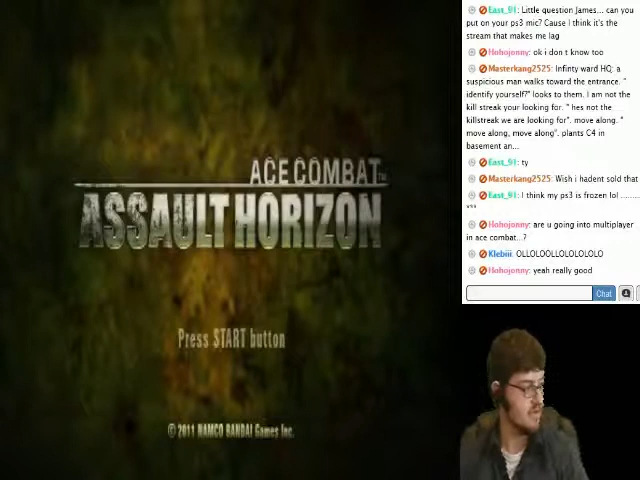 ACE COMBAT™
ASSAULT HORIZON
Press START button
© 2011 NAMCO BANDAI Games Inc.
East_91: Little question James... can you
put on your ps3 mic? Cause I think it's the
stream that makes me lag
Hohojonny: ok i don t know too
Masterkang2525: Infinty ward HQ: a
suspicious man walks toward the entrance. "
identify yourself?" looks to them. I am not the
kill streak your looking for. " hes not the
killstreak we are looking for". move along. "
move along, move along". plants C4 in
basement an...
East_91: ty
Masterkang2525: Wish i hadent sold that
East_91: I think my ps3 is frozen lol .........
Hohojonny: are u going into multiplayer
in ace combat...?
Klebiii: OLLOLOOLLOLOLOLOLO
Hohojonny: yeah really good
Chat